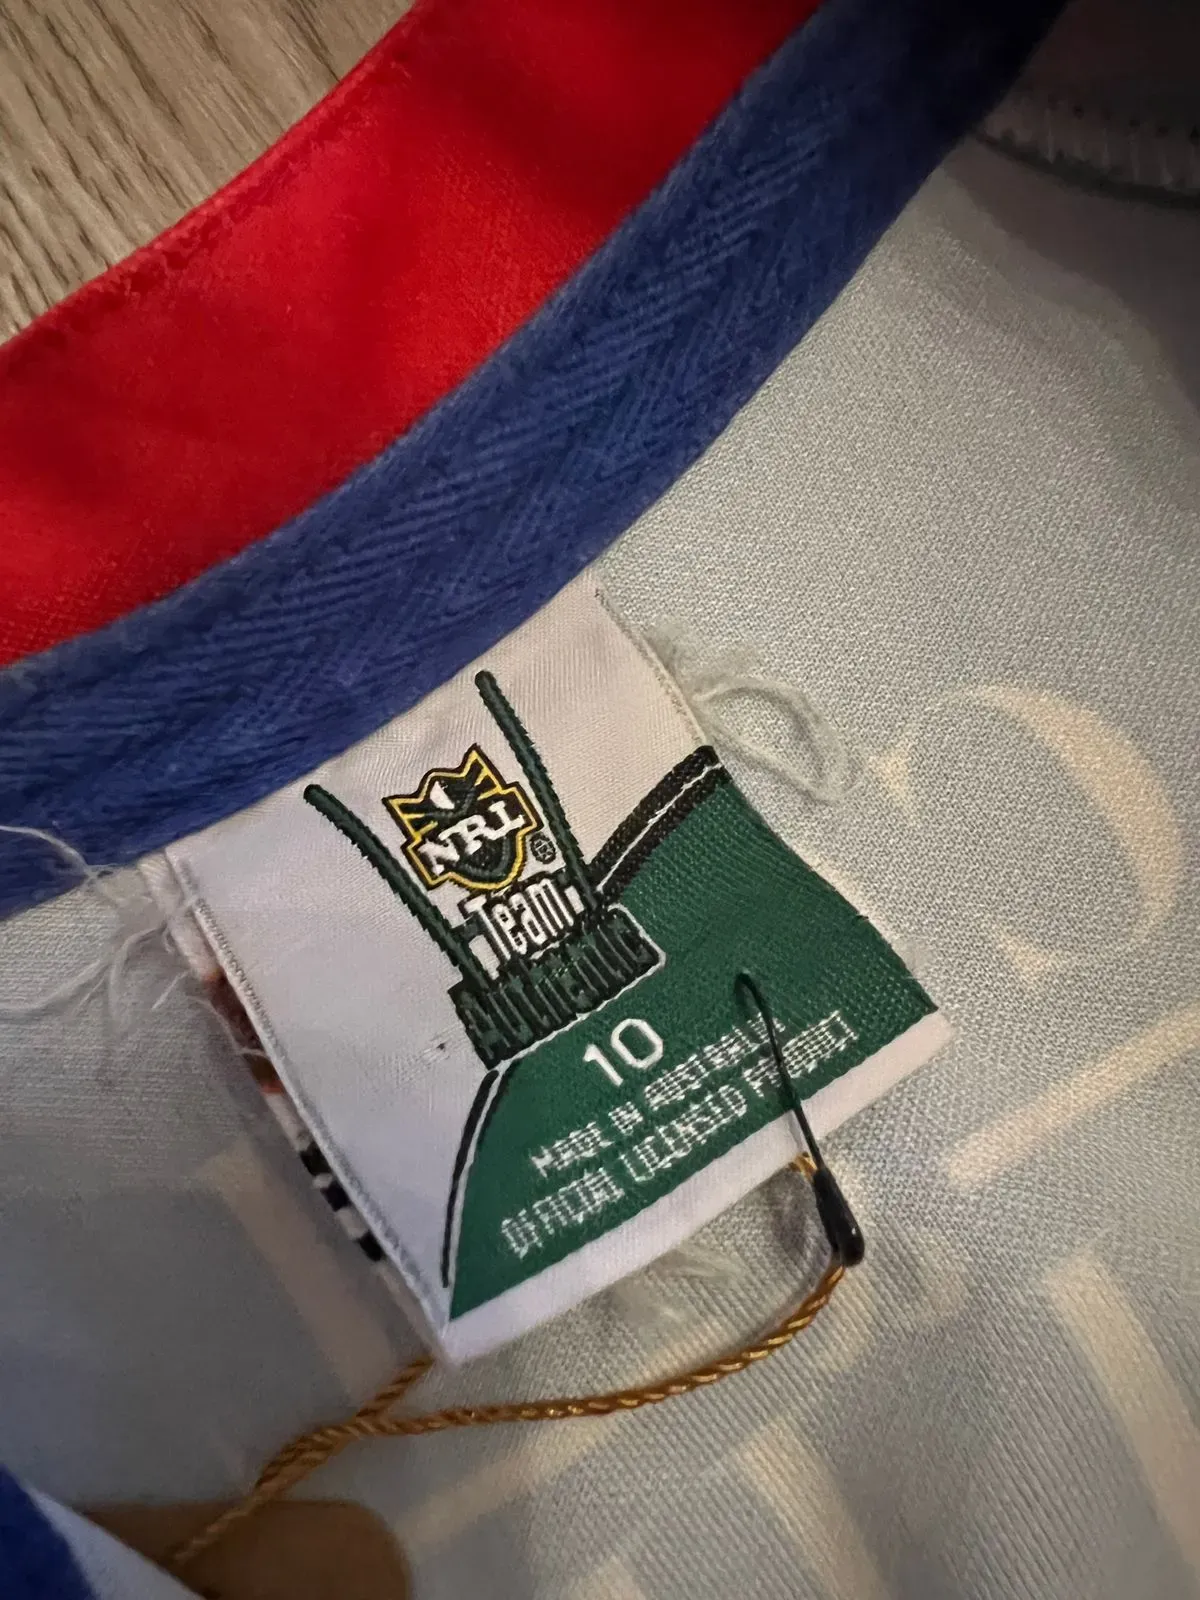 NRL
Team
Authentic
10
MADE IN AUSTRALIA
OFFICIAL LICENSED PRODUCT